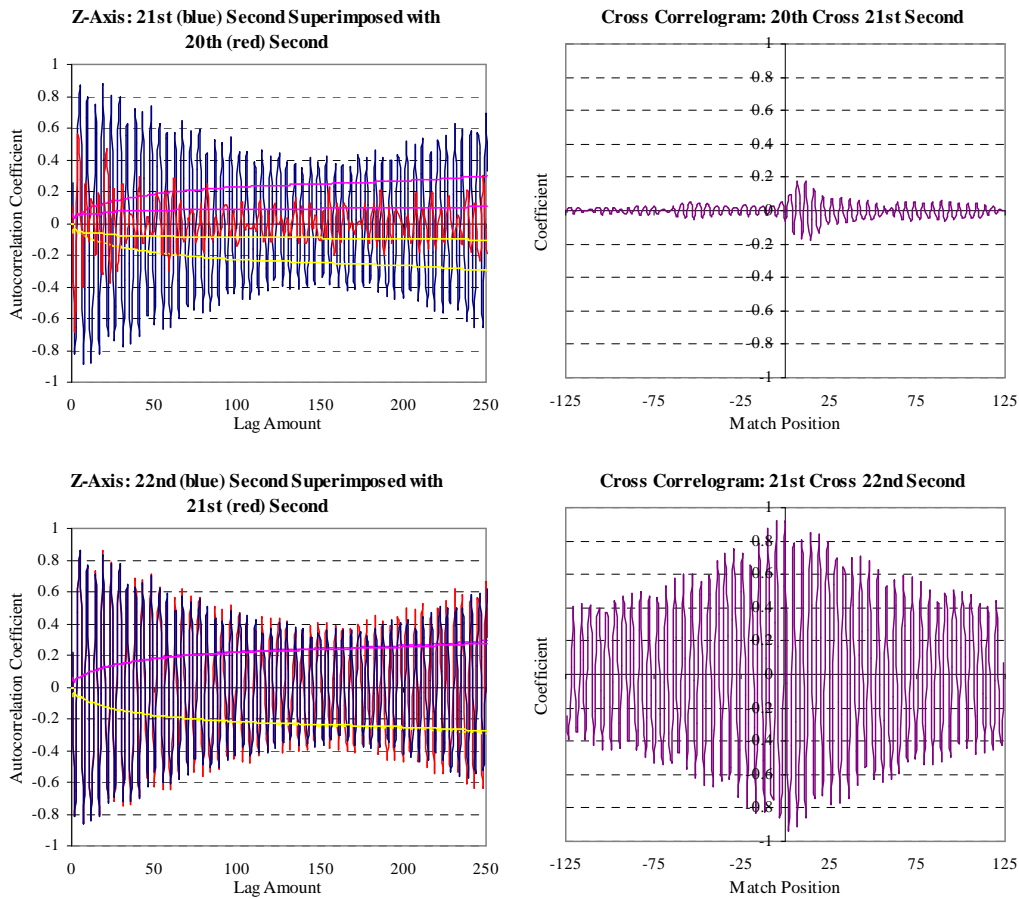 Z-Axis: 21st (blue) Second Superimposed with
20th (red) Second
1
0.8
0.6
0.4
0.2
0
-0.2
-0.4
-0.6
-0.8
-1
Autocorrelation Coefficient
0 50 100 150 200 250
Lag Amount
Cross Correlogram: 20th Cross 21st Second
1
0.8
0.6
0.4
0.2
0
-0.2
-0.4
-0.6
-0.8
-1
Coefficient
-125 -75 -25 25 75 125
Match Position
Z-Axis: 22nd (blue) Second Superimposed with
21st (red) Second
1
0.8
0.6
0.4
0.2
0
-0.2
-0.4
-0.6
-0.8
-1
Autocorrelation Coefficient
0 50 100 150 200 250
Lag Amount
Cross Correlogram: 21st Cross 22nd Second
1
0.8
0.6
0.4
0.2
0
-0.2
-0.4
-0.6
-0.8
-1
Coefficient
-125 -75 -25 25 75 125
Match Position